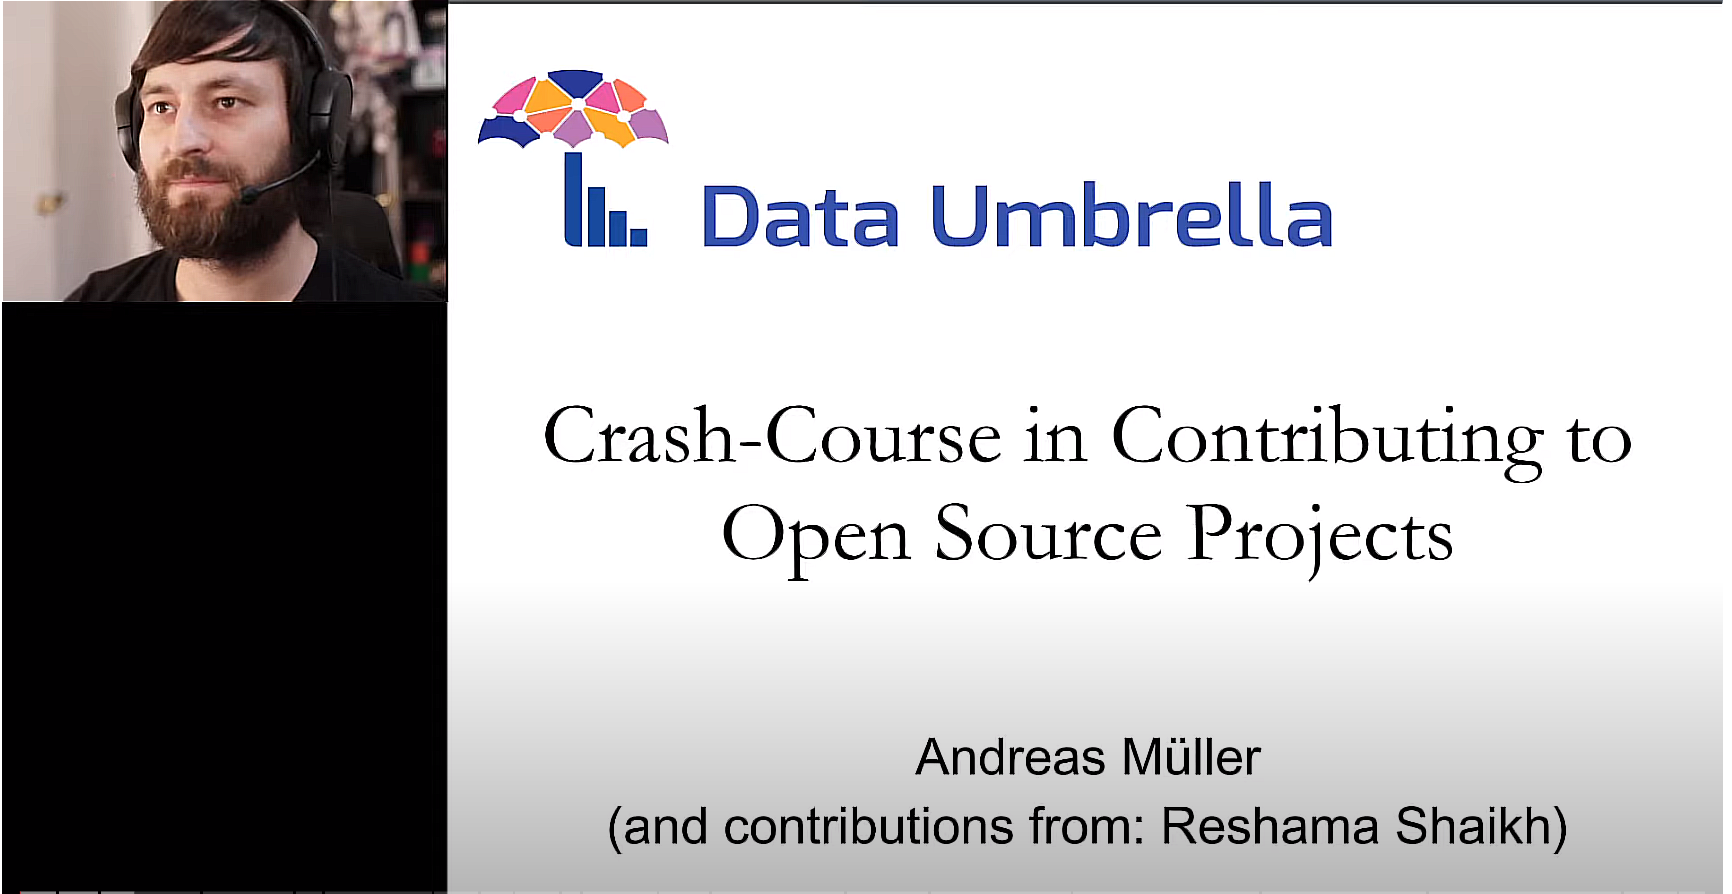 Data Umbrella
Crash-Course in Contributing to
Open Source Projects
Andreas Müller
(and contributions from: Reshama Shaikh)